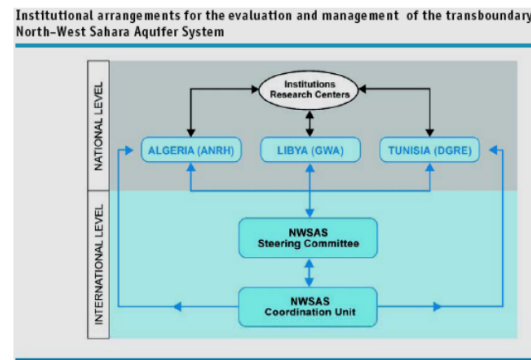 Institutional arrangements for the evaluation and management of the transboundary
North-West Sahara Aquifer System
NATIONAL LEVEL
Institutions
Research Centers
ALGERIA (ANRH)
LIBYA (GWA)
TUNISIA (DGRE)
INTERNATIONAL LEVEL
NWSAS
Steering Committee
NWSAS
Coordination Unit